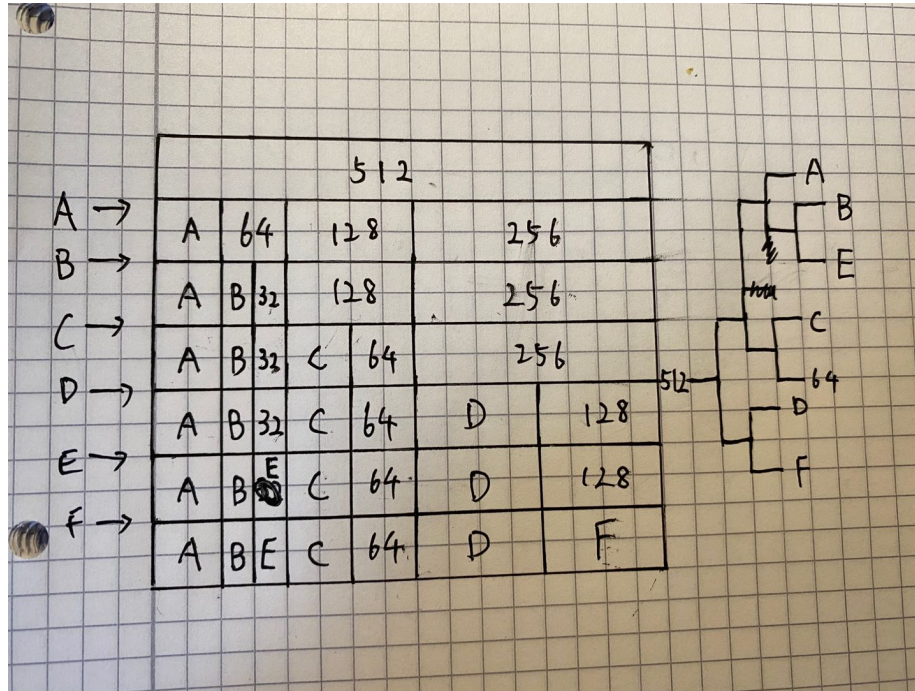 512
A → A 64 128 256
B → A B 32 128 256
C → A B 32 C 64 256
D → A B 32 C 64 D 128
E → A B E C 64 D 128
F → A B E C 64 D F
A
B
E
C
512 64
D
F